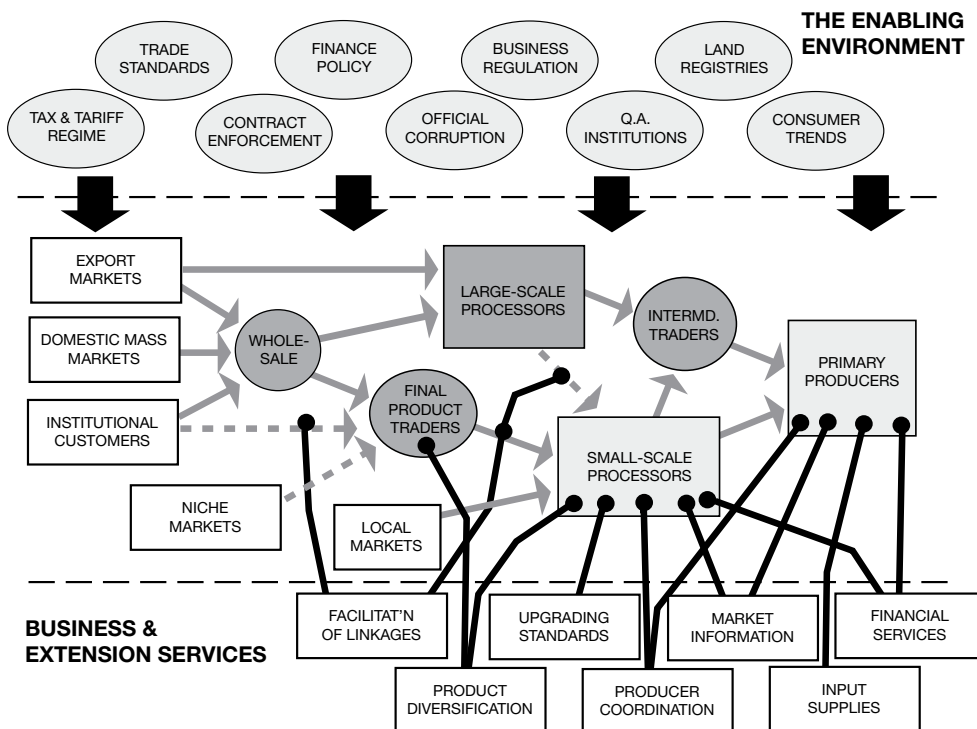 THE ENABLING
ENVIRONMENT
TRADE
STANDARDS
FINANCE
POLICY
BUSINESS
REGULATION
LAND
REGISTRIES
TAX & TARIFF
REGIME
CONTRACT
ENFORCEMENT
OFFICIAL
CORRUPTION
Q.A.
INSTITUTIONS
CONSUMER
TRENDS
EXPORT
MARKETS
LARGE-SCALE
PROCESSORS
INTERMD.
TRADERS
DOMESTIC MASS
MARKETS
WHOLE-
SALE
PRIMARY
PRODUCERS
INSTITUTIONAL
CUSTOMERS
FINAL
PRODUCT
TRADERS
SMALL-SCALE
PROCESSORS
NICHE
MARKETS
LOCAL
MARKETS
BUSINESS &
EXTENSION SERVICES
FACILITAT'N
OF LINKAGES
UPGRADING
STANDARDS
MARKET
INFORMATION
FINANCIAL
SERVICES
PRODUCT
DIVERSIFICATION
PRODUCER
COORDINATION
INPUT
SUPPLIES